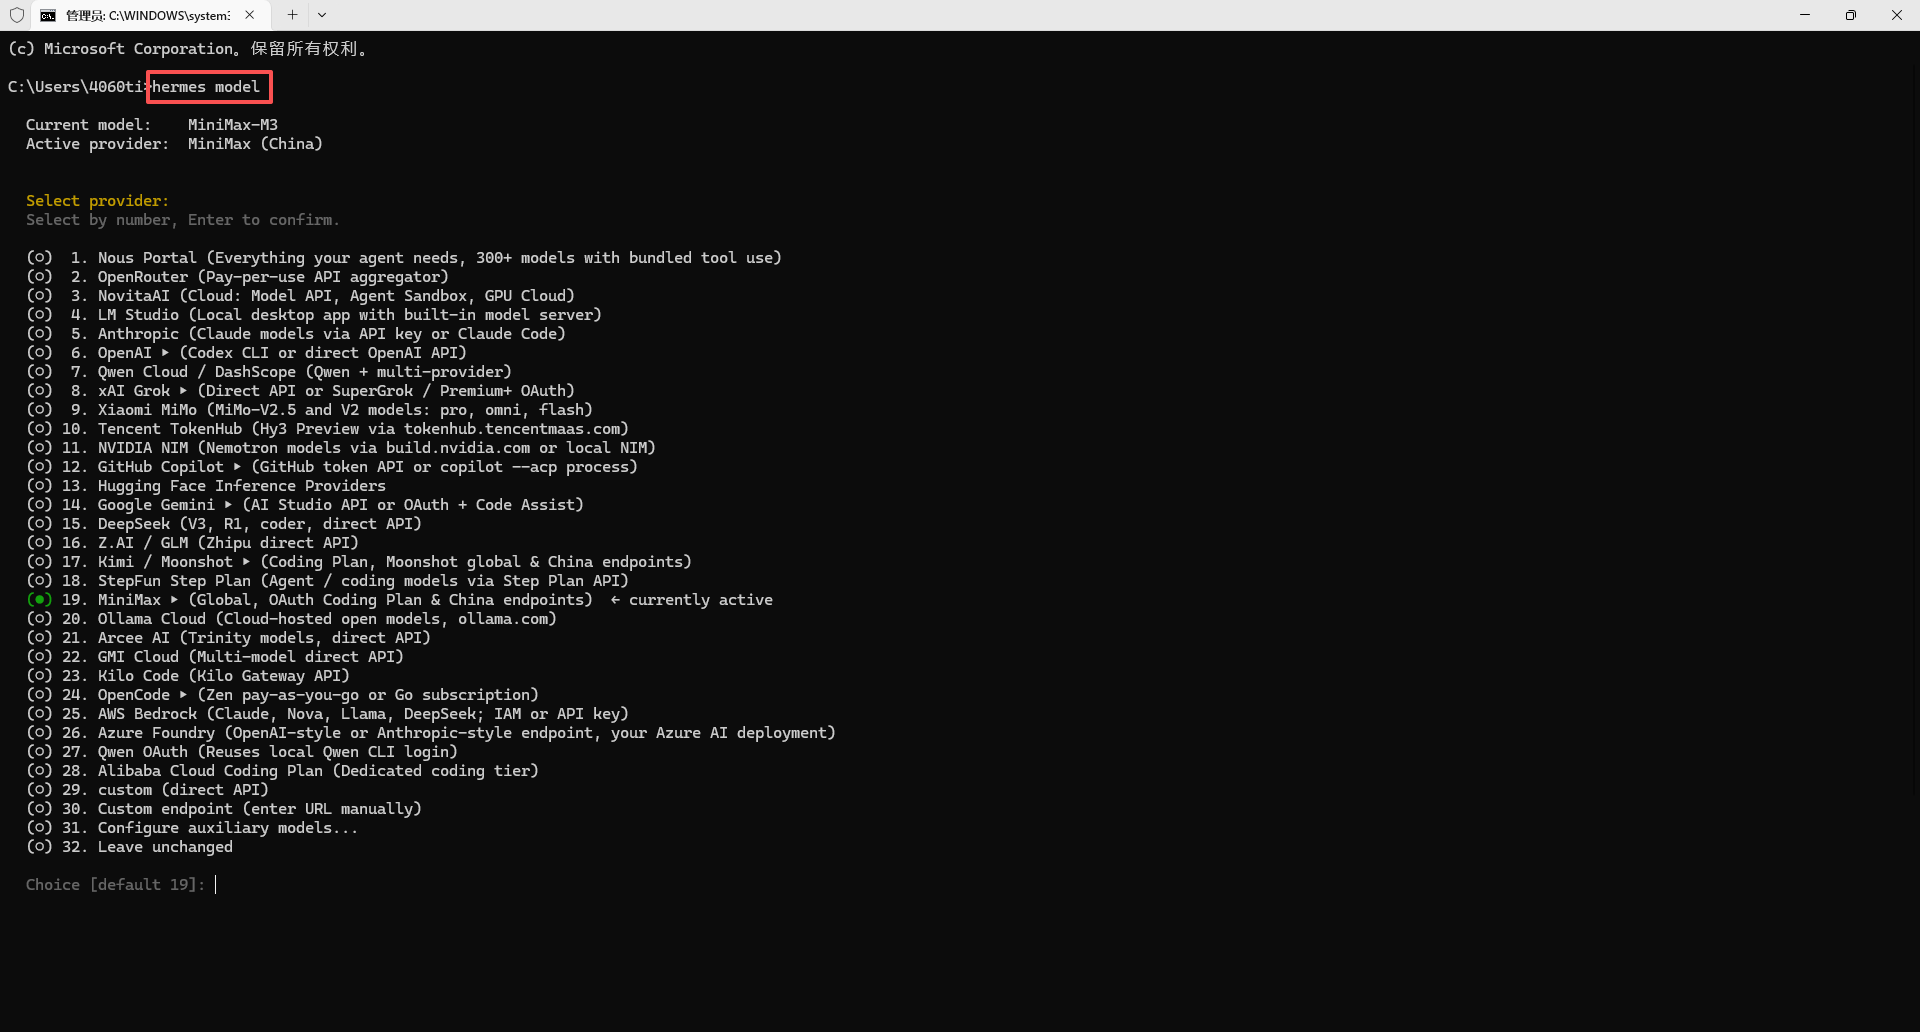 管理员: C:\WINDOWS\system3
(c) Microsoft Corporation。保留所有权利。
C:\Users\4060ti>hermes model
Current model:    MiniMax-M3
Active provider:  MiniMax (China)
Select provider:
Select by number, Enter to confirm.
(○)  1. Nous Portal (Everything your agent needs, 300+ models with bundled tool use)
(○)  2. OpenRouter (Pay-per-use API aggregator)
(○)  3. NovitaAI (Cloud: Model API, Agent Sandbox, GPU Cloud)
(○)  4. LM Studio (Local desktop app with built-in model server)
(○)  5. Anthropic (Claude models via API key or Claude Code)
(○)  6. OpenAI ▸ (Codex CLI or direct OpenAI API)
(○)  7. Qwen Cloud / DashScope (Qwen + multi-provider)
(○)  8. xAI Grok ▸ (Direct API or SuperGrok / Premium+ OAuth)
(○)  9. Xiaomi MiMo (MiMo-V2.5 and V2 models: pro, omni, flash)
(○) 10. Tencent TokenHub (Hy3 Preview via tokenhub.tencentmaas.com)
(○) 11. NVIDIA NIM (Nemotron models via build.nvidia.com or local NIM)
(○) 12. GitHub Copilot ▸ (GitHub token API or copilot --acp process)
(○) 13. Hugging Face Inference Providers
(○) 14. Google Gemini ▸ (AI Studio API or OAuth + Code Assist)
(○) 15. DeepSeek (V3, R1, coder, direct API)
(○) 16. Z.AI / GLM (Zhipu direct API)
(○) 17. Kimi / Moonshot ▸ (Coding Plan, Moonshot global & China endpoints)
(○) 18. StepFun Step Plan (Agent / coding models via Step Plan API)
(●) 19. MiniMax ▸ (Global, OAuth Coding Plan & China endpoints)  ← currently active
(○) 20. Ollama Cloud (Cloud-hosted open models, ollama.com)
(○) 21. Arcee AI (Trinity models, direct API)
(○) 22. GMI Cloud (Multi-model direct API)
(○) 23. Kilo Code (Kilo Gateway API)
(○) 24. OpenCode ▸ (Zen pay-as-you-go or Go subscription)
(○) 25. AWS Bedrock (Claude, Nova, Llama, DeepSeek; IAM or API key)
(○) 26. Azure Foundry (OpenAI-style or Anthropic-style endpoint, your Azure AI deployment)
(○) 27. Qwen OAuth (Reuses local Qwen CLI login)
(○) 28. Alibaba Cloud Coding Plan (Dedicated coding tier)
(○) 29. custom (direct API)
(○) 30. Custom endpoint (enter URL manually)
(○) 31. Configure auxiliary models...
(○) 32. Leave unchanged
Choice [default 19]: